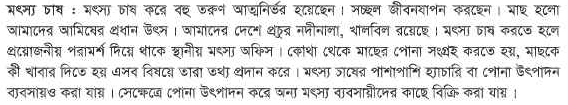 মৎস্য চাষ : মৎস্য চাষ করে বহু তরুণ আত্মনির্ভর হয়েছেন। সচ্ছল জীবনযাপন করছেন। মাছ হলো
আমাদের আমিষের প্রধান উৎস। আমাদের দেশে প্রচুর নদীনালা, খালবিল রয়েছে। মৎস্য চাষ করতে হলে
প্রয়োজনীয় পরামর্শ দিয়ে থাকে স্থানীয় মৎস্য অফিস। কোথা থেকে মাছের পোনা সংগ্রহ করতে হয়, মাছকে
কী খাবার দিতে হয় এসব বিষয়ে তারা তথ্য প্রদান করে। মৎস্য চাষের পাশাপাশি হ্যাচারি বা পোনা উৎপাদন
ব্যবসায়ও করা যায়। সেক্ষেত্রে পোনা উৎপাদন করে অন্য মৎস্য ব্যবসায়ীদের কাছে বিক্রি করা যায়।